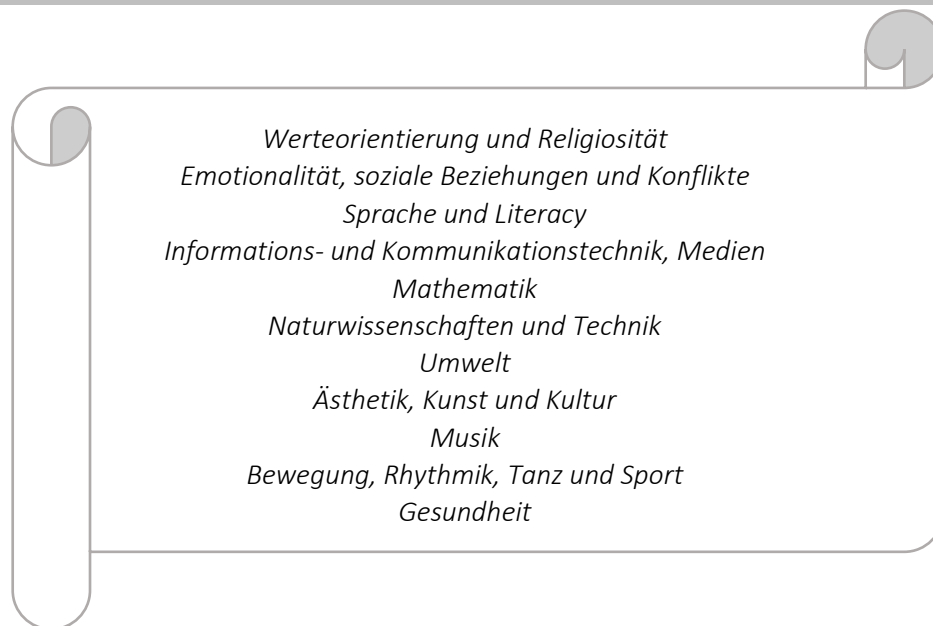 Werteorientierung und Religiosität
Emotionalität, soziale Beziehungen und Konflikte
Sprache und Literacy
Informations- und Kommunikationstechnik, Medien
Mathematik
Naturwissenschaften und Technik
Umwelt
Ästhetik, Kunst und Kultur
Musik
Bewegung, Rhythmik, Tanz und Sport
Gesundheit